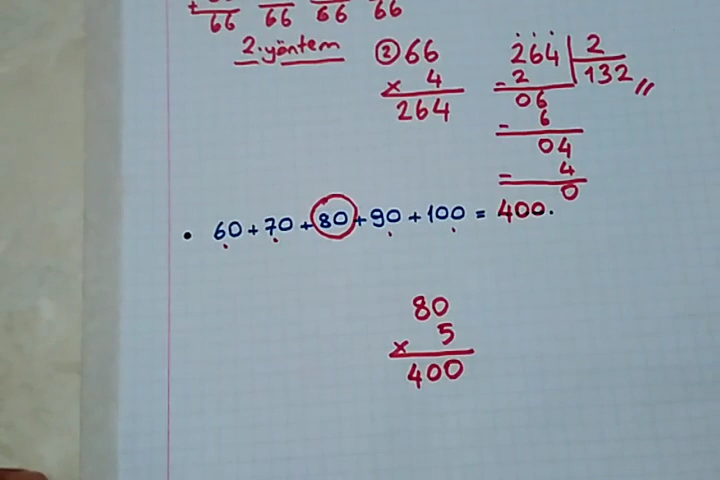 66 66 66 66
2.yöntem
② 66
x 4
264
264 | 2
132 //
- 2
06
- 6
04
= 4
0
• 60 + 70 + 80 + 90 + 100 = 400.
80
x 5
400